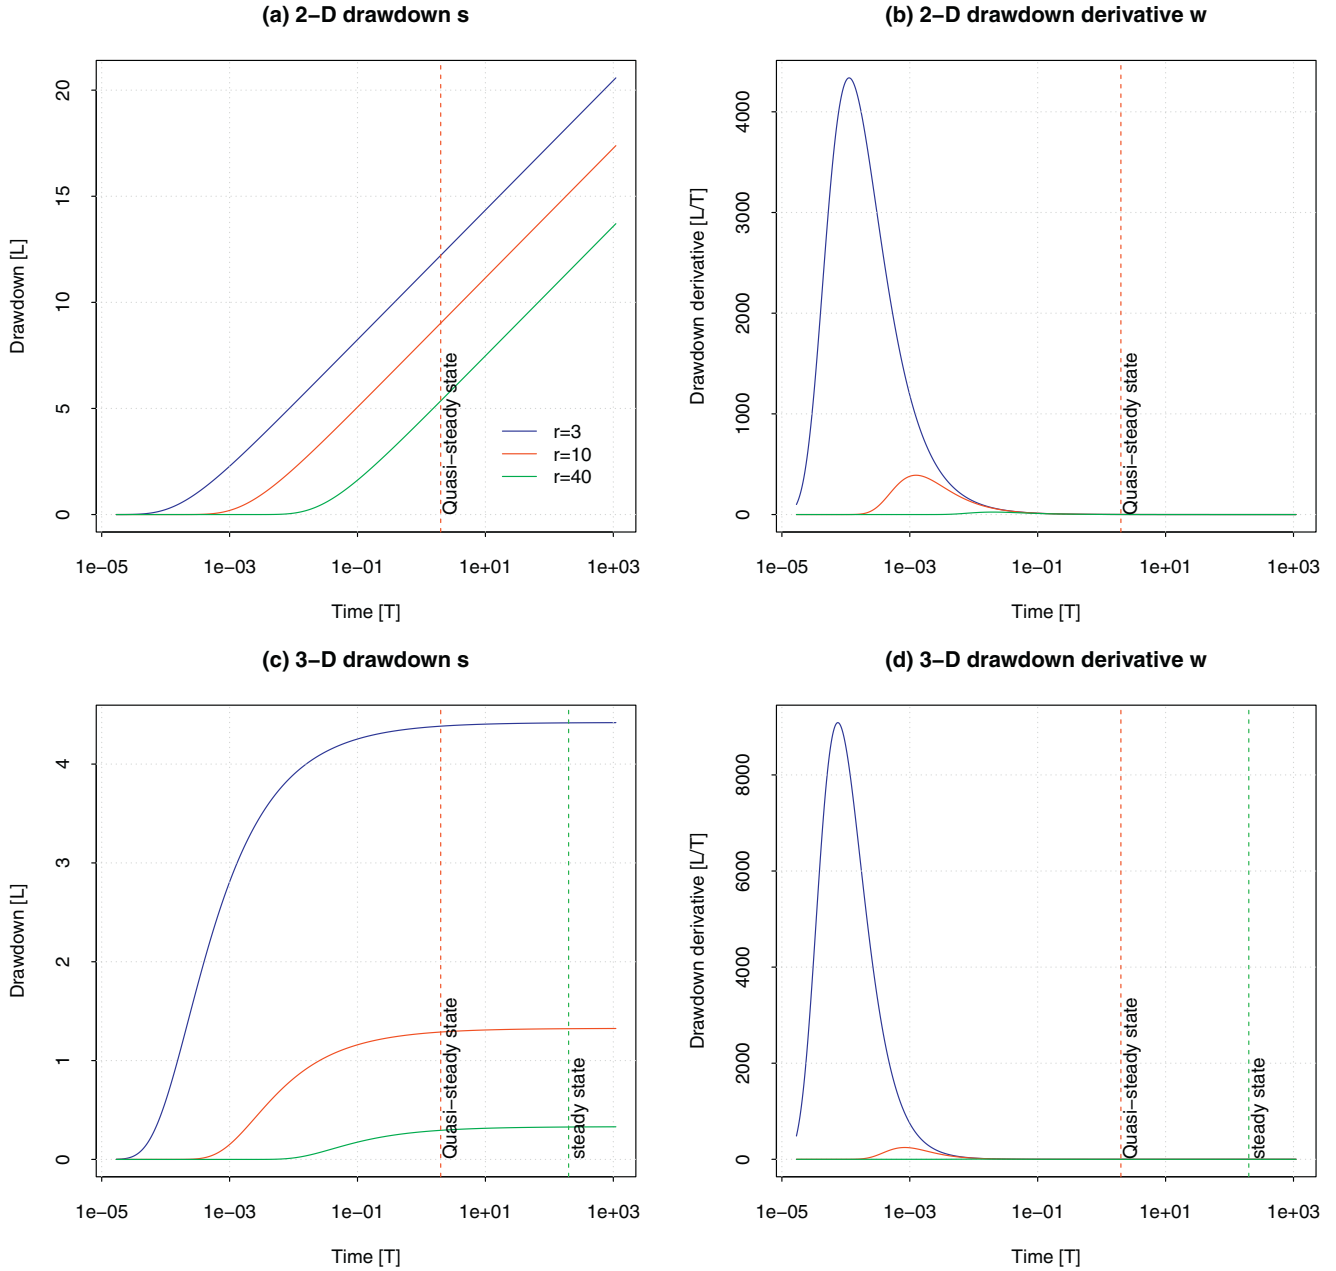 (a) 2−D drawdown s
Drawdown [L]
20
15
10
5
0
Quasi−steady state
r=3
r=10
r=40
1e−05 1e−03 1e−01 1e+01 1e+03
Time [T]
(b) 2−D drawdown derivative w
Drawdown derivative [L/T]
4000
3000
2000
1000
0
Quasi−steady state
1e−05 1e−03 1e−01 1e+01 1e+03
Time [T]
(c) 3−D drawdown s
Drawdown [L]
4
3
2
1
0
Quasi−steady state
steady state
1e−05 1e−03 1e−01 1e+01 1e+03
Time [T]
(d) 3−D drawdown derivative w
Drawdown derivative [L/T]
8000
6000
4000
2000
0
Quasi−steady state
steady state
1e−05 1e−03 1e−01 1e+01 1e+03
Time [T]